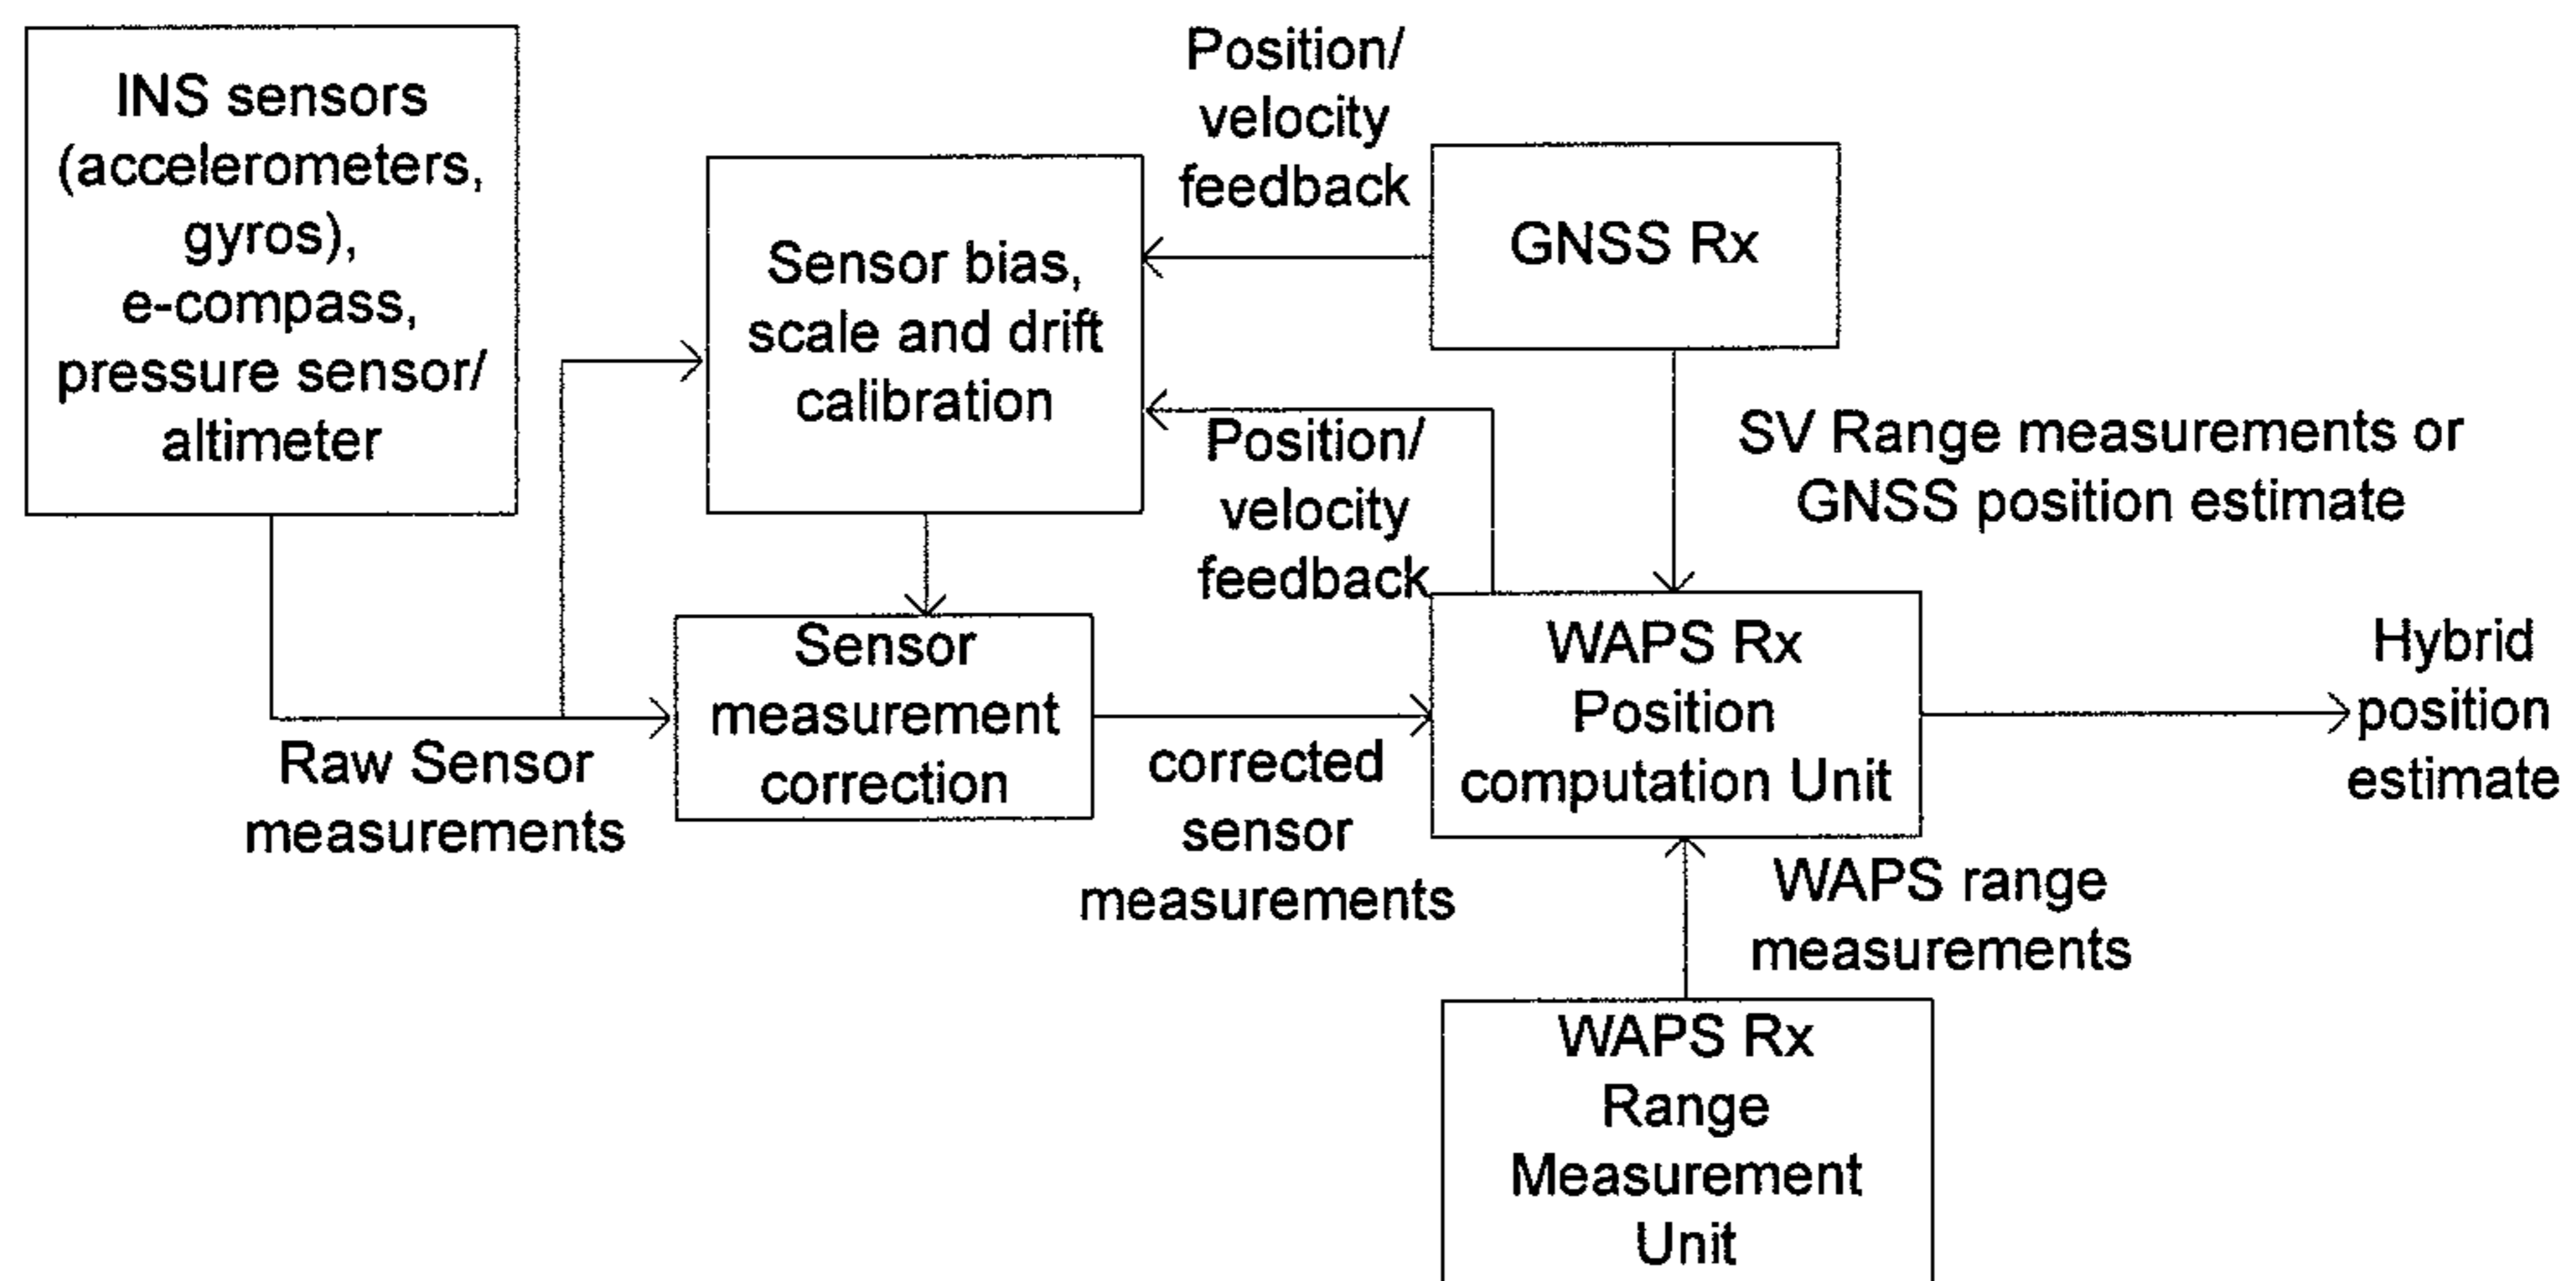 INS sensors
(accelerometers,
gyros),
e-compass,
pressure sensor/
altimeter
Sensor bias,
scale and drift
calibration
Position/
velocity
feedback
GNSS Rx
Position/
velocity
feedback
SV Range measurements or
GNSS position estimate
Raw Sensor
measurements
Sensor
measurement
correction
corrected
sensor
measurements
WAPS Rx
Position
computation Unit
Hybrid
position
estimate
WAPS range
measurements
WAPS Rx
Range
Measurement
Unit